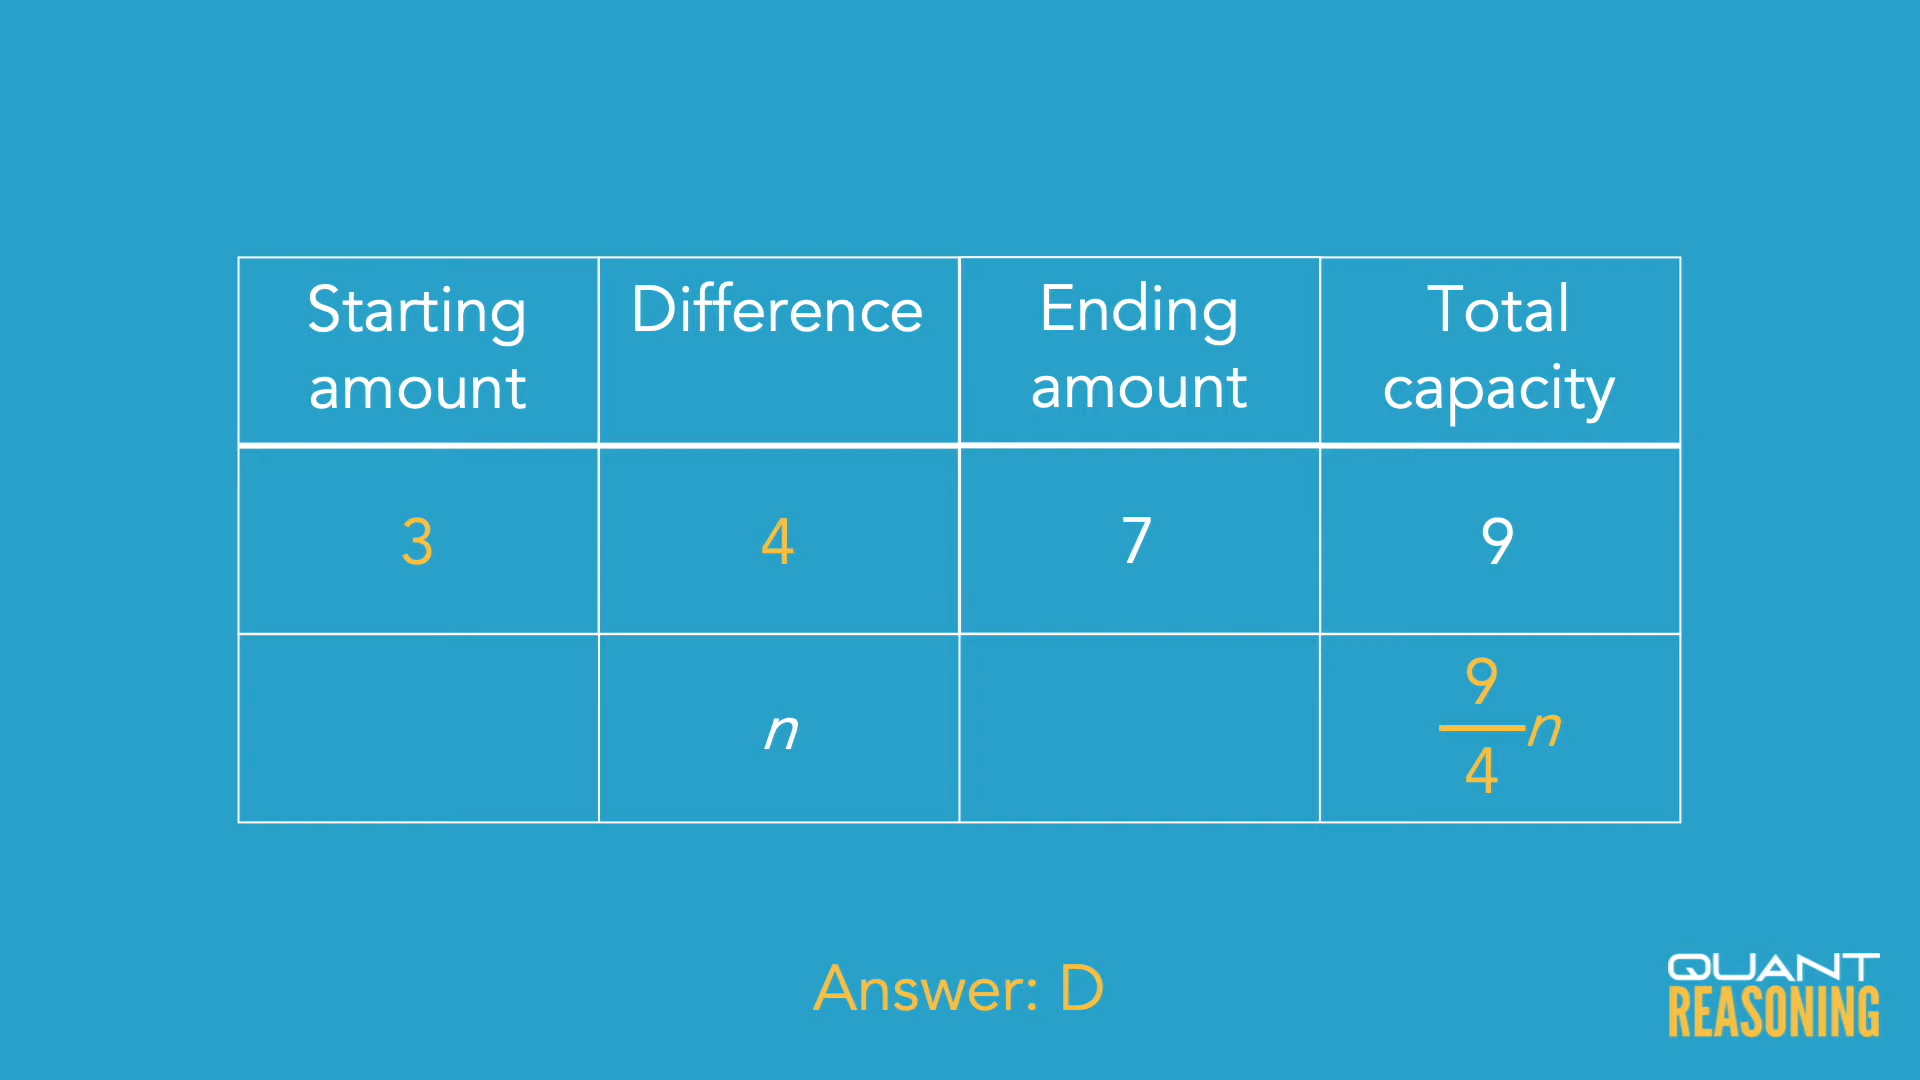 Starting amount	Difference	Ending amount	Total capacity
3	4	7	9
n	9/4 n
Answer: D
QUANT
REASONING